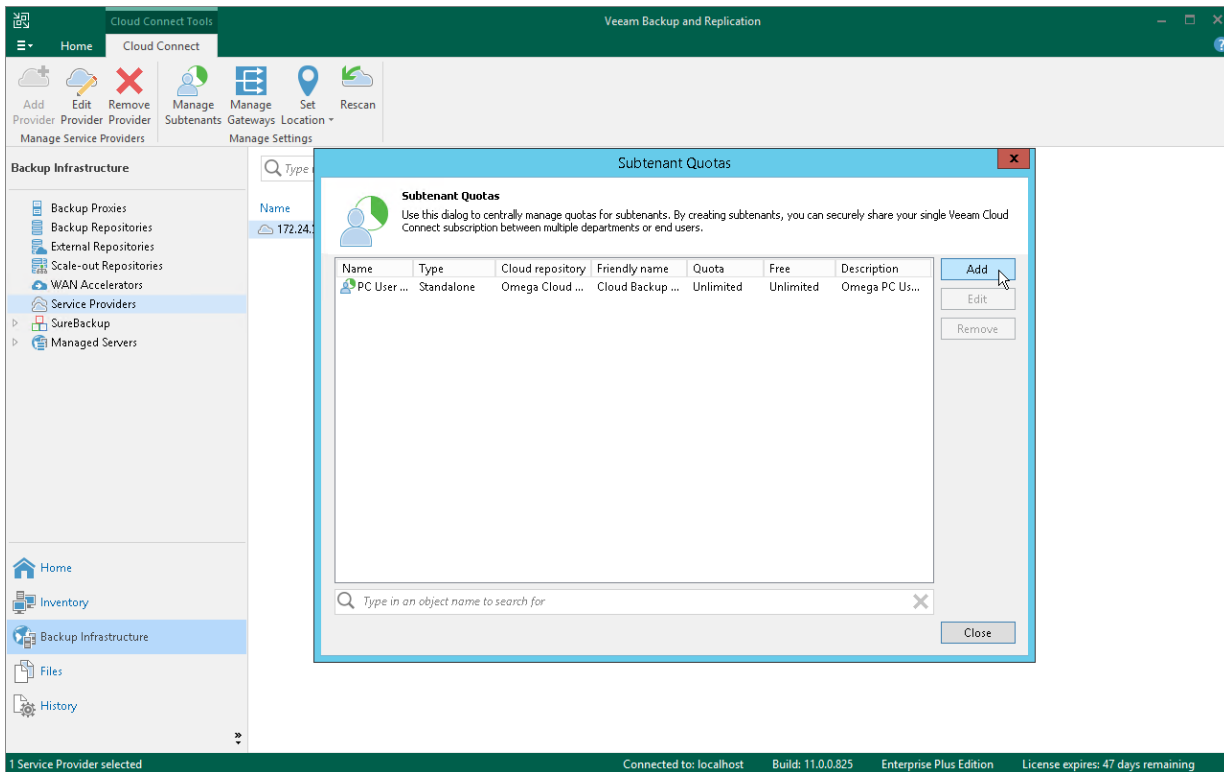 Cloud Connect Tools
Veeam Backup and Replication
Home
Cloud Connect
Add Provider
Edit Provider
Remove Provider
Manage Subtenants
Manage Gateways
Set Location
Rescan
Manage Service Providers
Manage Settings
Backup Infrastructure
Backup Proxies
Backup Repositories
External Repositories
Scale-out Repositories
WAN Accelerators
Service Providers
SureBackup
Managed Servers
Home
Inventory
Backup Infrastructure
Files
History
Type
Name
172.24.
Subtenant Quotas
x
Subtenant Quotas
Use this dialog to centrally manage quotas for subtenants. By creating subtenants, you can securely share your single Veeam Cloud
Connect subscription between multiple departments or end users.
Name Type Cloud repository Friendly name Quota Free Description
PC User ... Standalone Omega Cloud ... Cloud Backup ... Unlimited Unlimited Omega PC Us...
Add
Edit
Remove
Type in an object name to search for
Close
1 Service Provider selected
Connected to: localhost
Build: 11.0.0.825
Enterprise Plus Edition
License expires: 47 days remaining